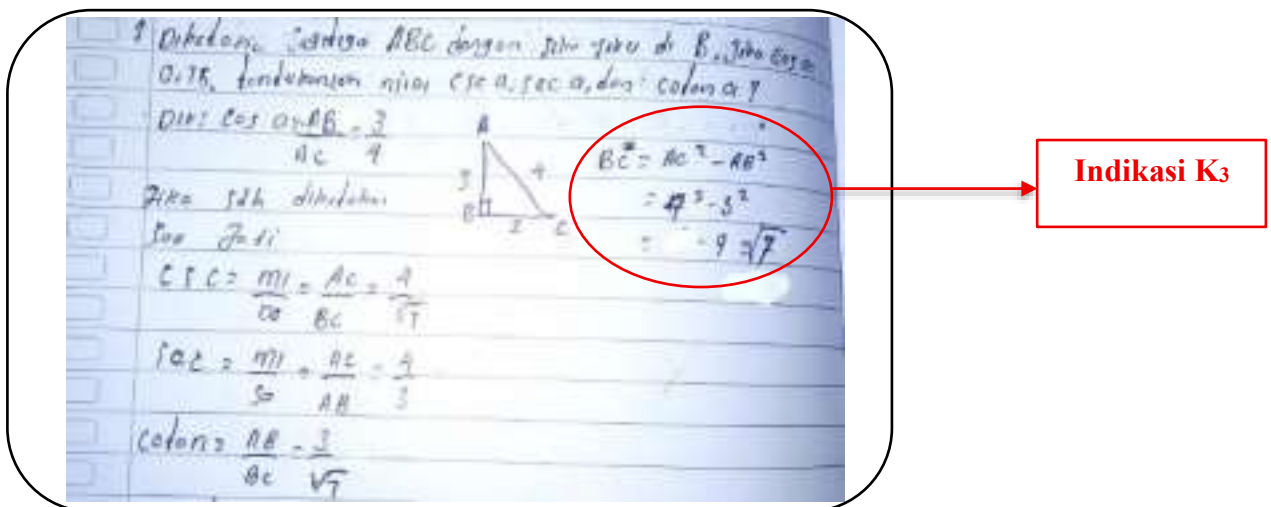 1 Diketahui segitiga ABC dengan siku-siku di B. Jika cos a
0,75, tentukanlah nilai csc a, sec a, dan cotan a ?
Dik: cos a = AB/AC = 3/4
Jika sdh diketahui
Jadi
A
3
4
B
C
BC² = AC² - AB²
= 4² - 3²
= - 9 = √7
csc = mi/de = AC/BC = 4/√7
sec = mi/sa = AC/AB = 4/3
cotan = AB/BC = 3/√7
Indikasi K₃